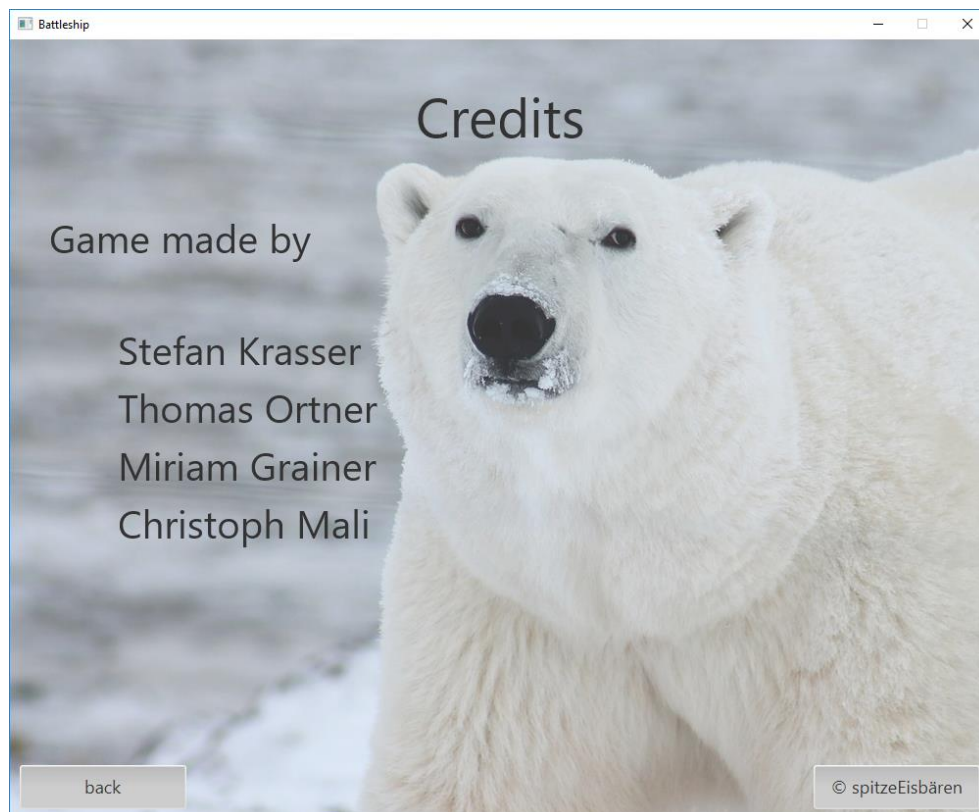 Battleship
Credits
Game made by
Stefan Krasser
Thomas Ortner
Miriam Grainer
Christoph Mali
back
© spitzeEisbären